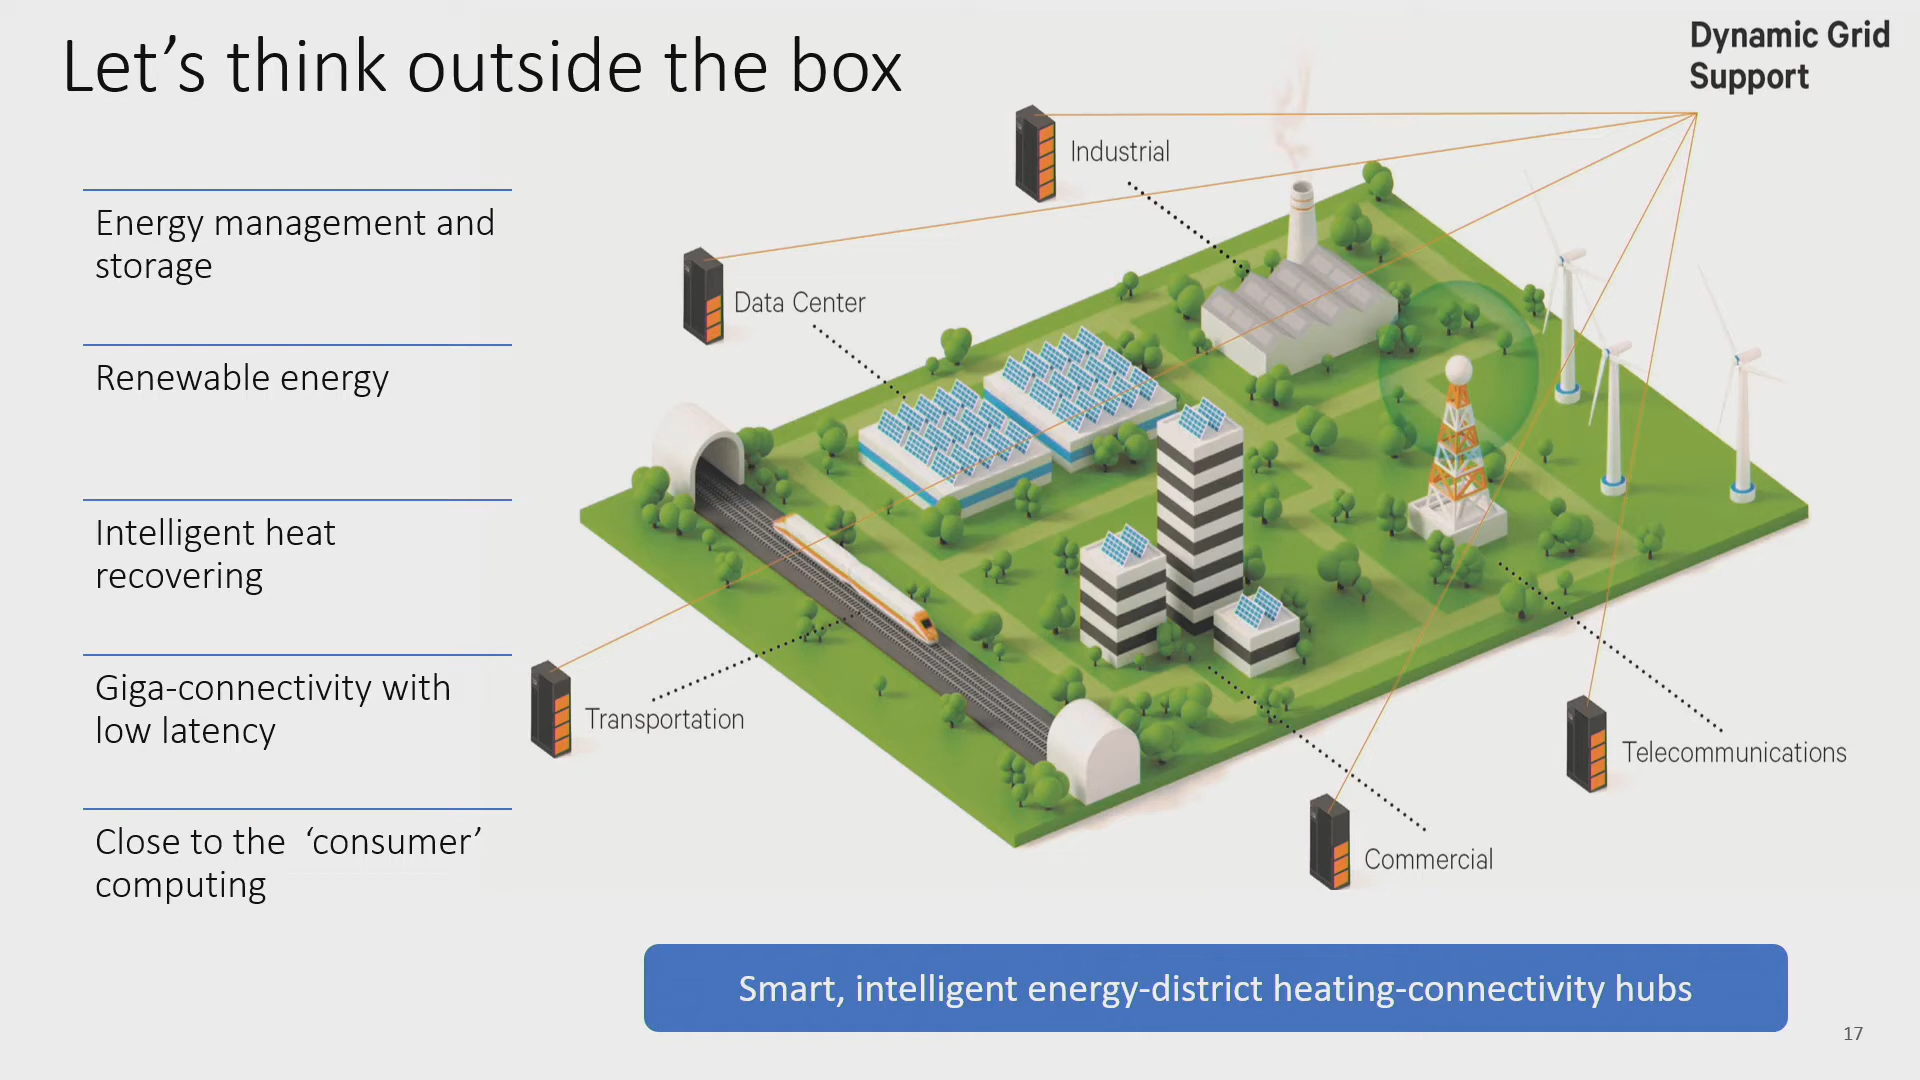 Let's think outside the box
Dynamic Grid
Support
Industrial
Energy management and
storage
Data Center
Renewable energy
Intelligent heat
recovering
Giga-connectivity with
low latency
Transportation
Telecommunications
Close to the ‘consumer’
computing
Commercial
Smart, intelligent energy-district heating-connectivity hubs
17